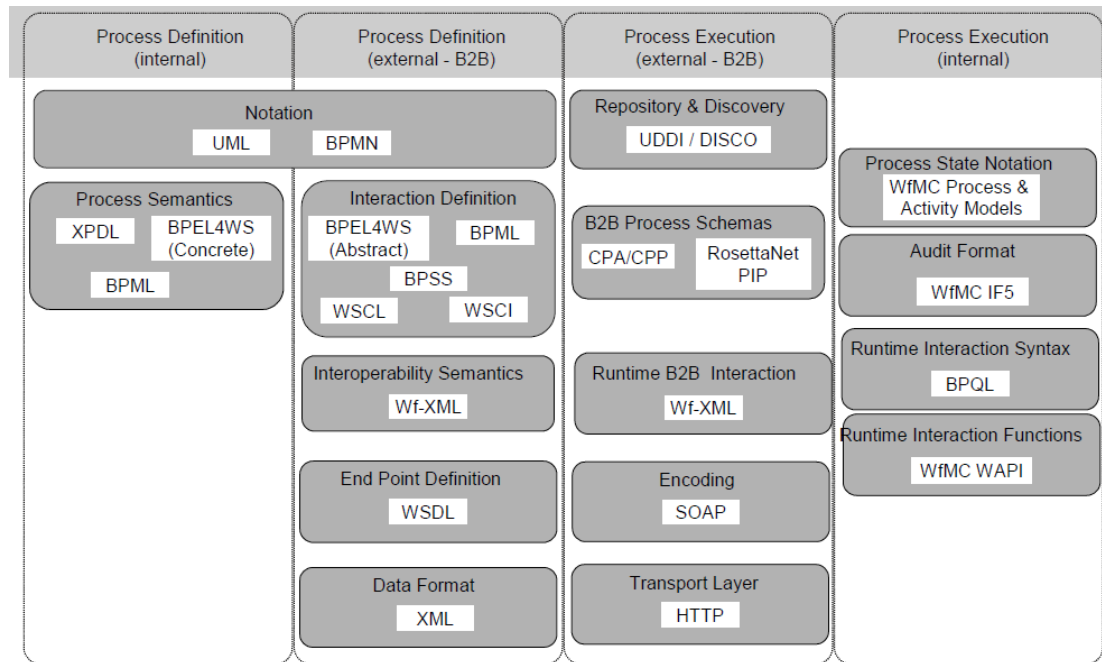 Process Definition
(internal)
Process Definition
(external - B2B)
Process Execution
(external - B2B)
Process Execution
(internal)
Notation
UML
BPMN
Process Semantics
XPDL
BPEL4WS
(Concrete)
BPML
Interaction Definition
BPEL4WS
(Abstract)
BPML
BPSS
WSCL
WSCI
Interoperability Semantics
Wf-XML
End Point Definition
WSDL
Data Format
XML
Repository & Discovery
UDDI / DISCO
B2B Process Schemas
CPA/CPP
RosettaNet
PIP
Runtime B2B Interaction
Wf-XML
Encoding
SOAP
Transport Layer
HTTP
Process State Notation
WfMC Process &
Activity Models
Audit Format
WfMC IF5
Runtime Interaction Syntax
BPQL
Runtime Interaction Functions
WfMC WAPI